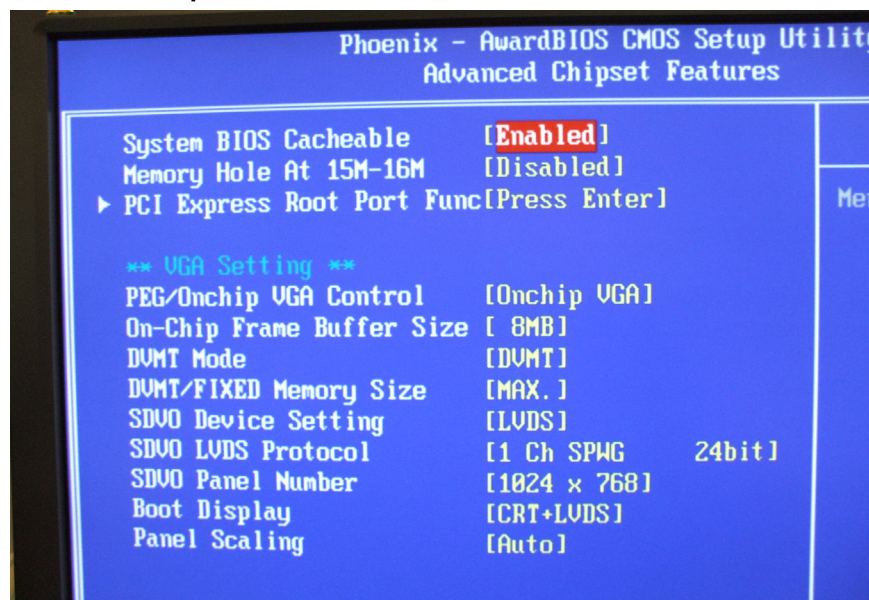 Phoenix - AwardBIOS CMOS Setup
Advanced Chipset Features
System BIOS Cacheable [Enabled]
Memory Hole At 15M-16M [Disabled]
▶ PCI Express Root Port Func[Press Enter]
** VGA Setting **
PEG/Onchip VGA Control [Onchip VGA]
On-Chip Frame Buffer Size [ 8MB]
DVMT Mode [DVMT]
DVMT/FIXED Memory Size [MAX.]
SDVO Device Setting [LVDS]
SDVO LVDS Protocol [1 Ch SPWG 24bit]
SDVO Panel Number [1024 x 768]
Boot Display [CRT+LVDS]
Panel Scaling [Auto]